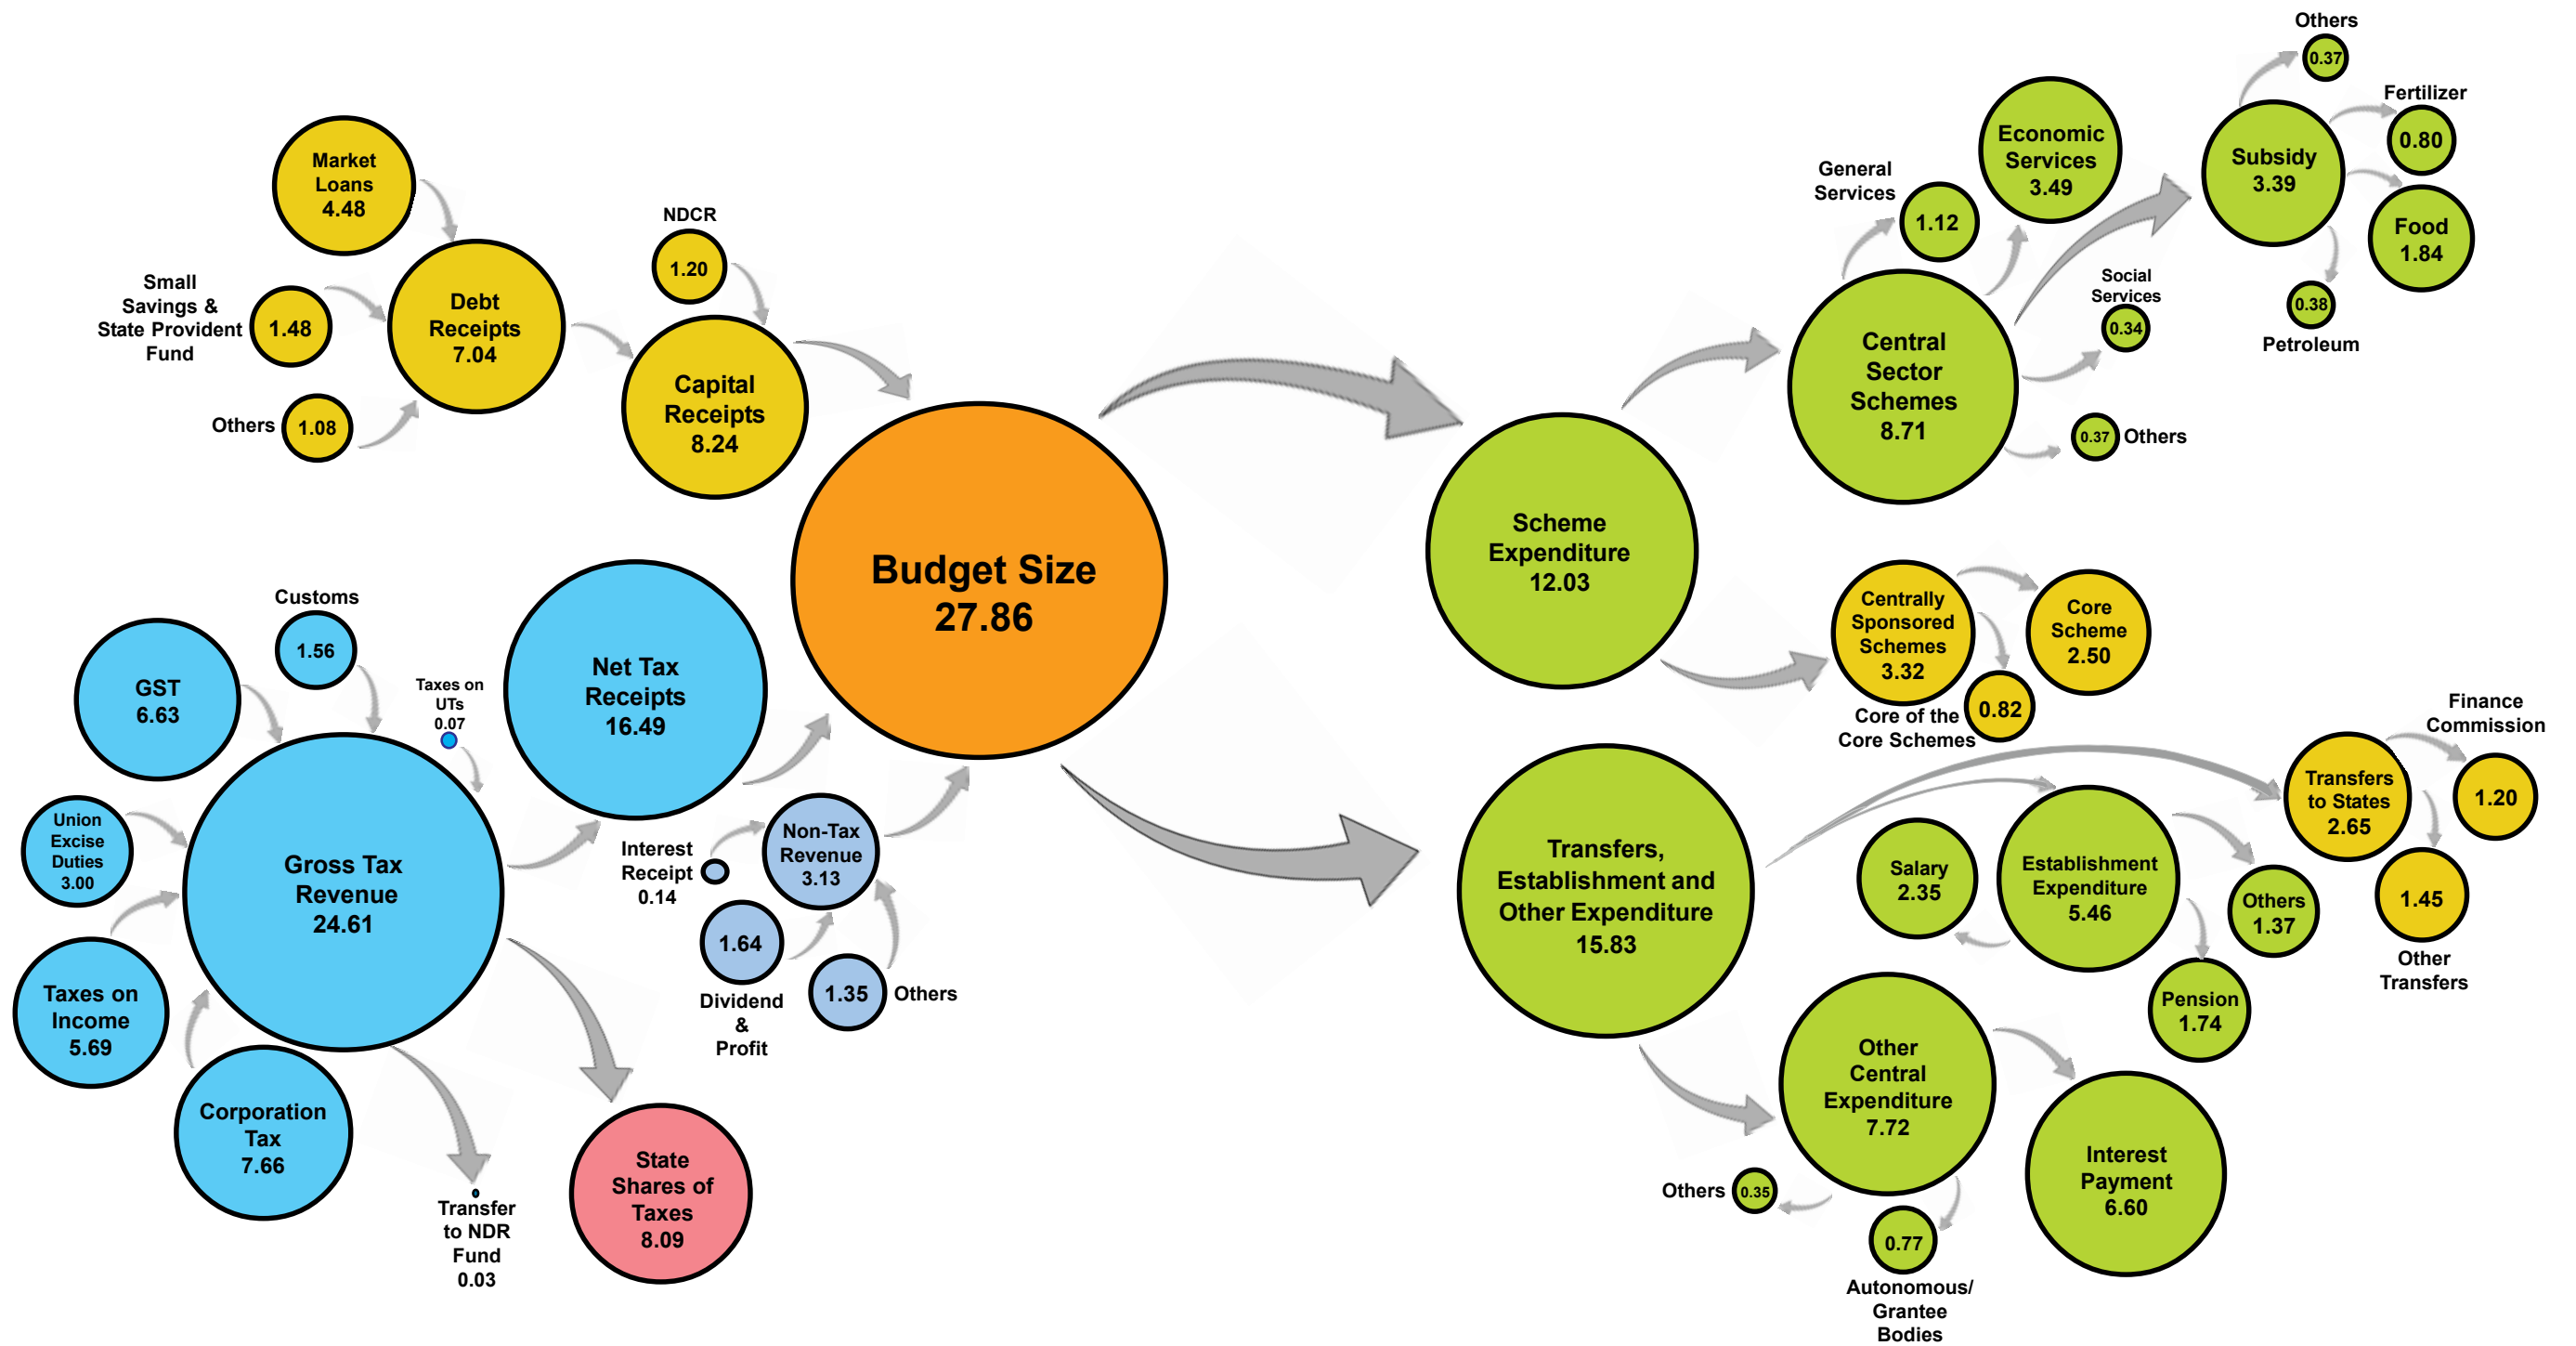 Market
Loans
4.48
Small
Savings &
State Provident
Fund
1.48
Others
1.08
Debt
Receipts
7.04
NDCR
1.20
Capital
Receipts
8.24
Budget Size
27.86
Customs
1.56
GST
6.63
Taxes on
UTs
0.07
Union
Excise
Duties
3.00
Taxes on
Income
5.69
Corporation
Tax
7.66
Gross Tax
Revenue
24.61
Net Tax
Receipts
16.49
Interest
Receipt
0.14
Non-Tax
Revenue
3.13
1.64
Dividend
&
Profit
1.35
Others
Transfer
to NDR
Fund
0.03
State
Shares of
Taxes
8.09
Scheme
Expenditure
12.03
General
Services
1.12
Economic
Services
3.49
Central
Sector
Schemes
8.71
Social
Services
0.34
0.37
Others
Others
0.37
Subsidy
3.39
Fertilizer
0.80
Food
1.84
0.38
Petroleum
Centrally
Sponsored
Schemes
3.32
Core
Scheme
2.50
0.82
Core of the
Core Schemes
Transfers,
Establishment and
Other Expenditure
15.83
Transfers
to States
2.65
Finance
Commission
1.20
1.45
Other
Transfers
Salary
2.35
Establishment
Expenditure
5.46
Others
1.37
Pension
1.74
Other
Central
Expenditure
7.72
Interest
Payment
6.60
Others
0.35
0.77
Autonomous/
Grantee
Bodies